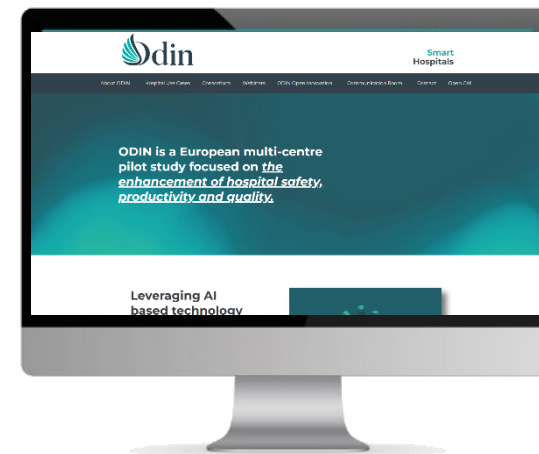 Odin
Smart
Hospitals
About ODIN Hospital Use Cases Consortium Webinars ODIN Open Innovation Communication Room Contact Open Call
ODIN is a European multi-centre
pilot study focused on the
enhancement of hospital safety,
productivity and quality.
Leveraging AI
based technology